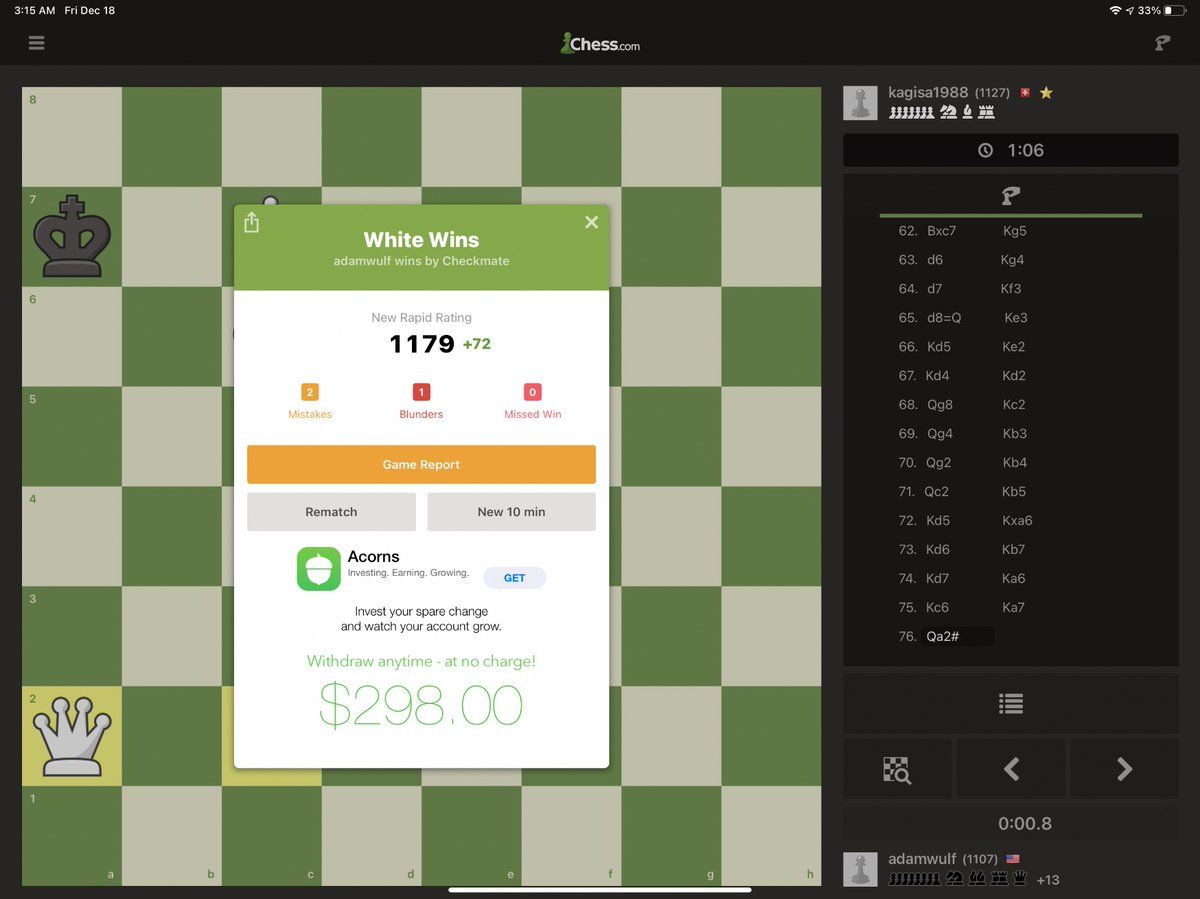 3:15 AM Fri Dec 18
33%
Chess.com
8
7
6
5
4
3
2
1
a b c d e f g h
White Wins
adamwulf wins by Checkmate
New Rapid Rating
1179 +72
2
Mistakes
1
Blunders
0
Missed Win
Game Report
Rematch
New 10 min
Acorns
Investing. Earning. Growing.
GET
Invest your spare change
and watch your account grow.
Withdraw anytime - at no charge!
$298.00
kagisa1988 (1127)
1:06
62. Bxc7 Kg5
63. d6 Kg4
64. d7 Kf3
65. d8=Q Ke3
66. Kd5 Ke2
67. Kd4 Kd2
68. Qg8 Kc2
69. Qg4 Kb3
70. Qg2 Kb4
71. Qc2 Kb5
72. Kd5 Kxa6
73. Kd6 Kb7
74. Kd7 Ka6
75. Kc6 Ka7
76. Qa2#
0:00.8
adamwulf (1107)
+13